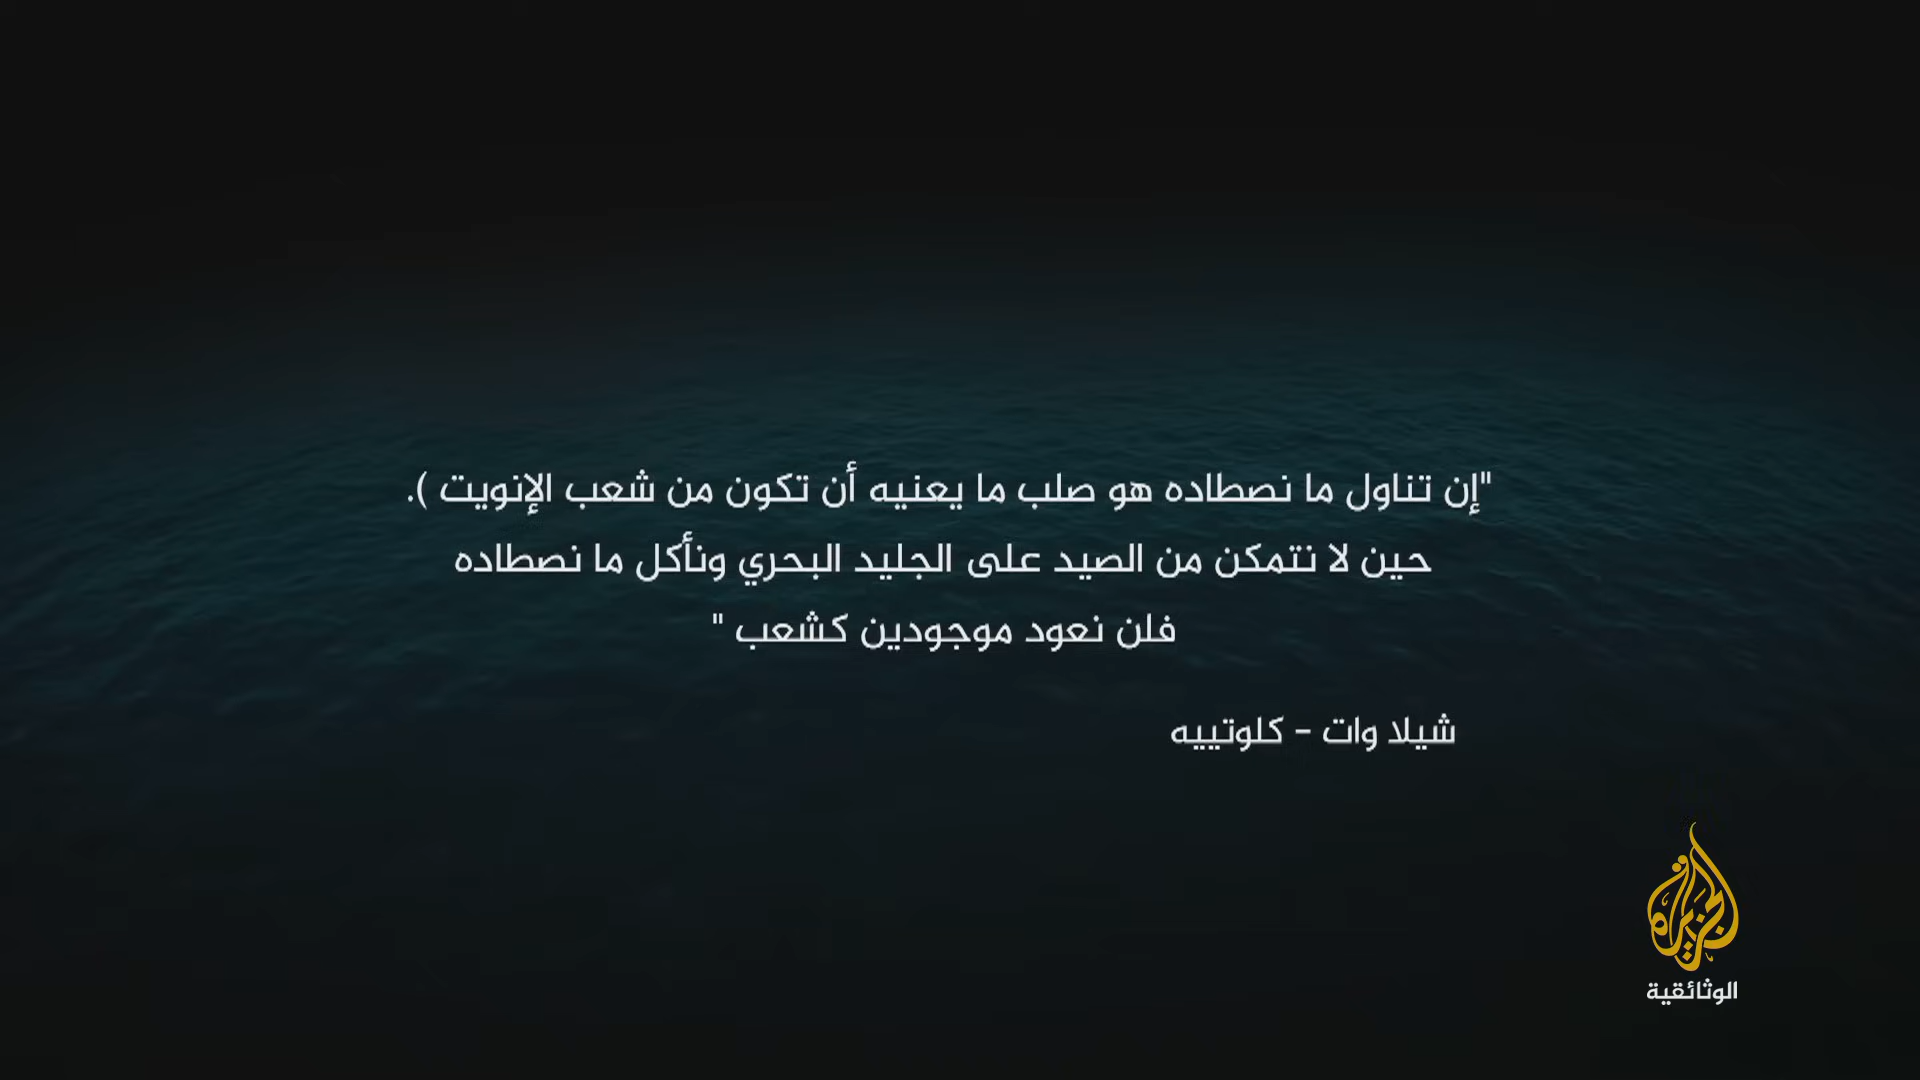 "إن تناول ما نصطاده هو صلب ما يعنيه أن تكون من شعب الإنويت ).
حين لا نتمكن من الصيد على الجليد البحري ونأكل ما نصطاده
فلن نعود موجودين كشعب "
شيلا وات - كلوتييه
الجزيرة
الوثائقية